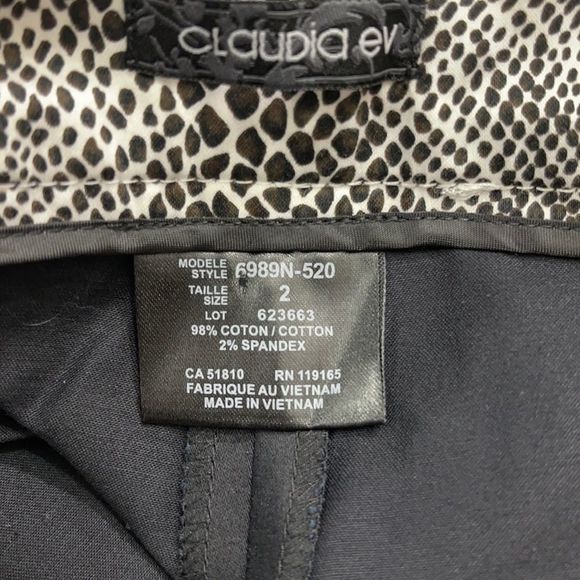 CLAUDIA EV
MODELE
STYLE 6989N-520
TAILLE
SIZE 2
LOT 623663
98% COTON / COTTON
2% SPANDEX
CA 51810 RN 119165
FABRIQUE AU VIETNAM
MADE IN VIETNAM